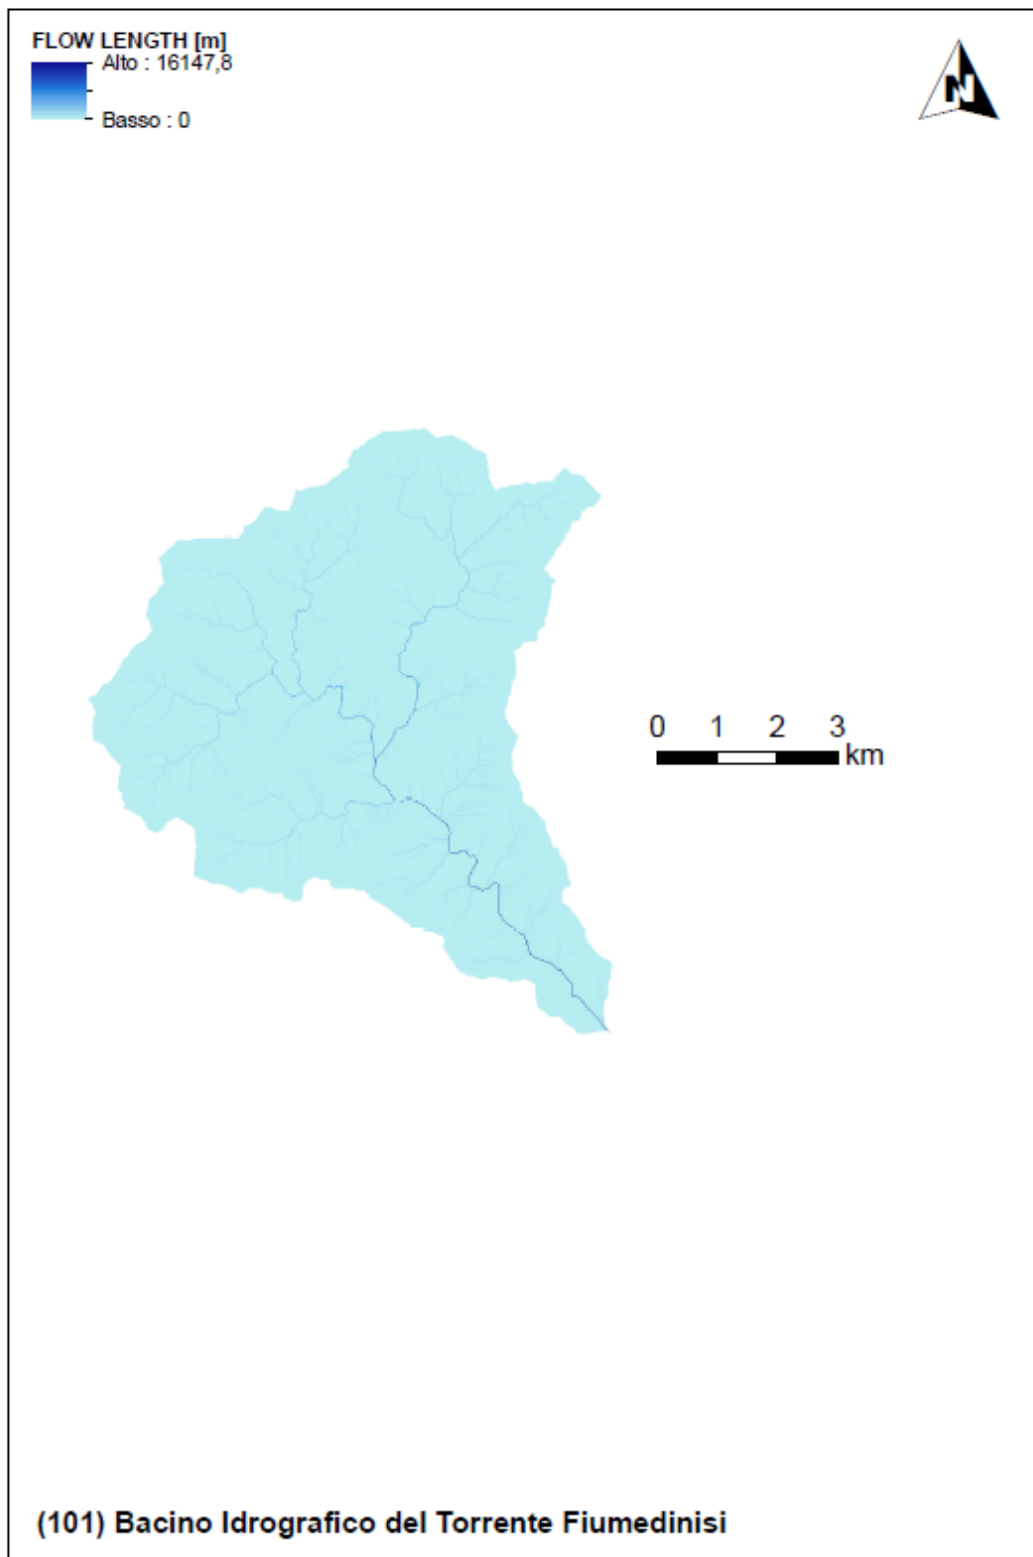 FLOW LENGTH [m]
Alto : 16147,8
Basso : 0
N
0 1 2 3
km
(101) Bacino Idrografico del Torrente Fiumedinisi